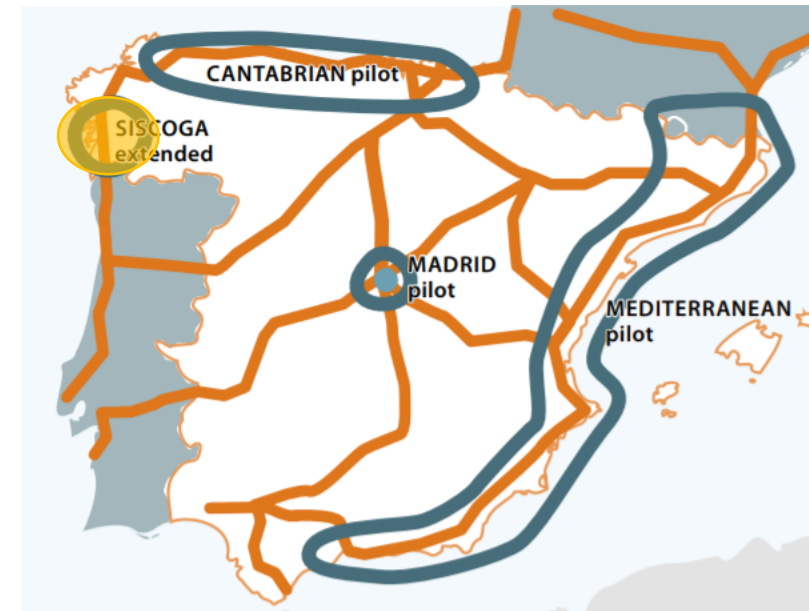 CANTABRIAN pilot
SISCOGA
extended
MADRID
pilot
MEDITERRANEAN
pilot